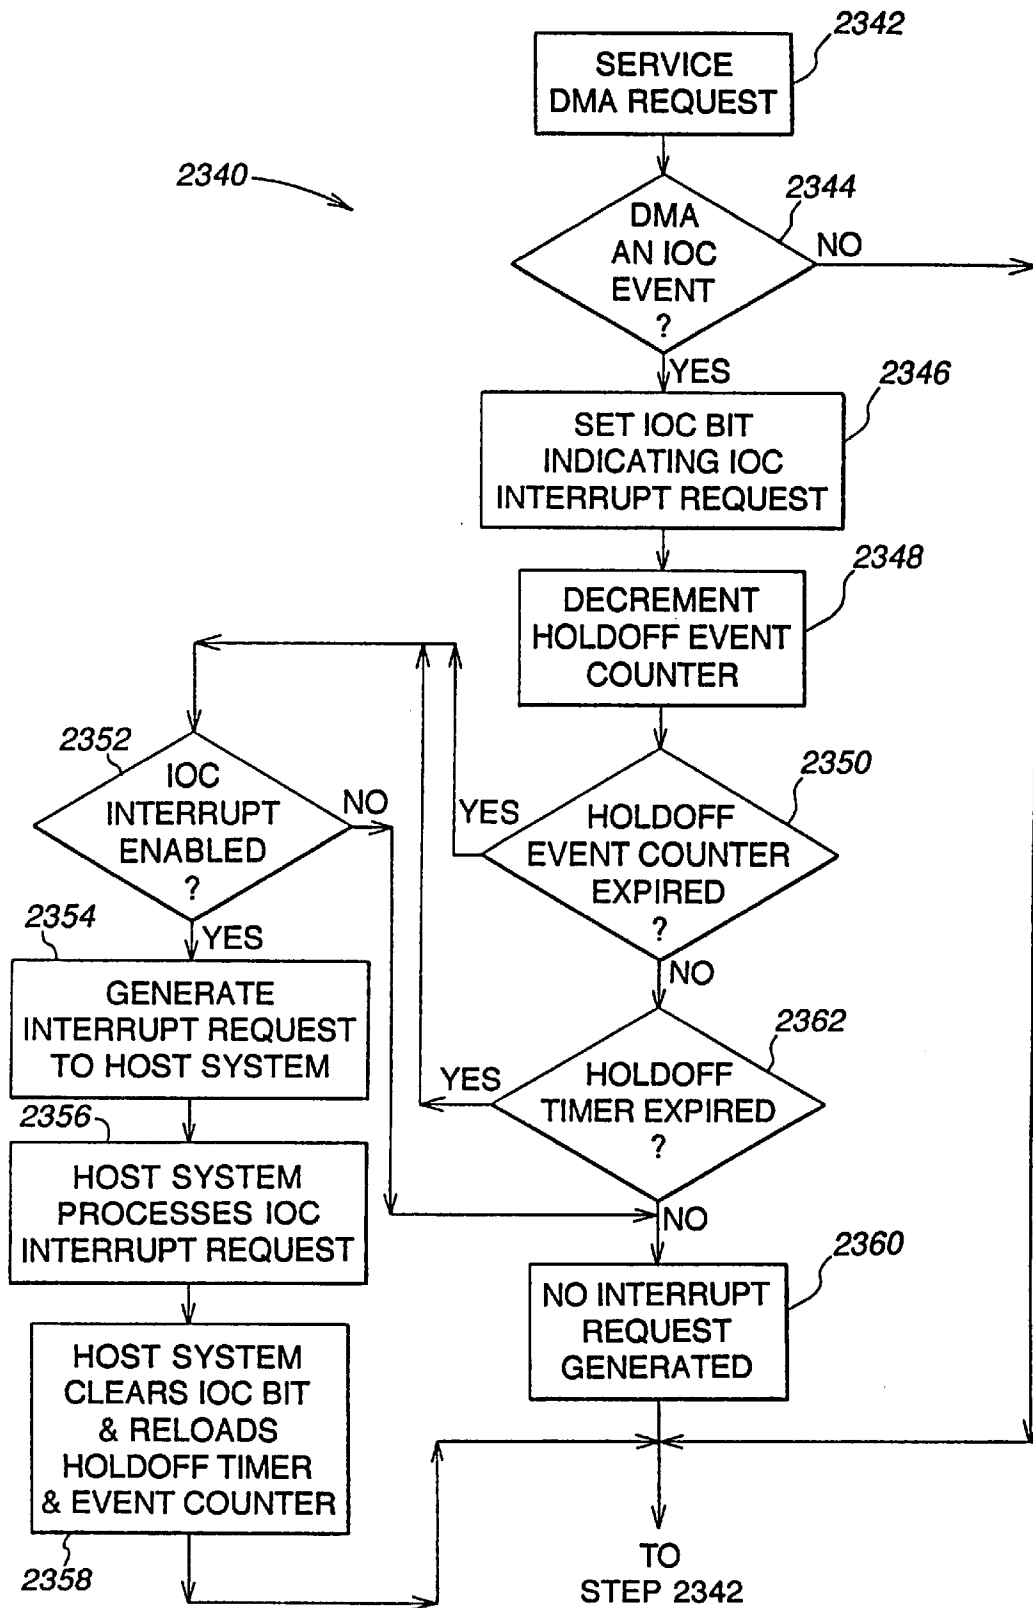 2342
SERVICE
DMA REQUEST
2340
2344
DMA
AN IOC
EVENT
?
NO
YES
2346
SET IOC BIT
INDICATING IOC
INTERRUPT REQUEST
2348
DECREMENT
HOLDOFF EVENT
COUNTER
2350
HOLDOFF
EVENT COUNTER
EXPIRED
?
YES
NO
2352
IOC
INTERRUPT
ENABLED
?
NO
YES
2354
GENERATE
INTERRUPT REQUEST
TO HOST SYSTEM
2362
HOLDOFF
TIMER EXPIRED
?
YES
NO
2356
HOST SYSTEM
PROCESSES IOC
INTERRUPT REQUEST
2360
NO INTERRUPT
REQUEST
GENERATED
HOST SYSTEM
CLEARS IOC BIT
& RELOADS
HOLDOFF TIMER
& EVENT COUNTER
2358
TO
STEP 2342